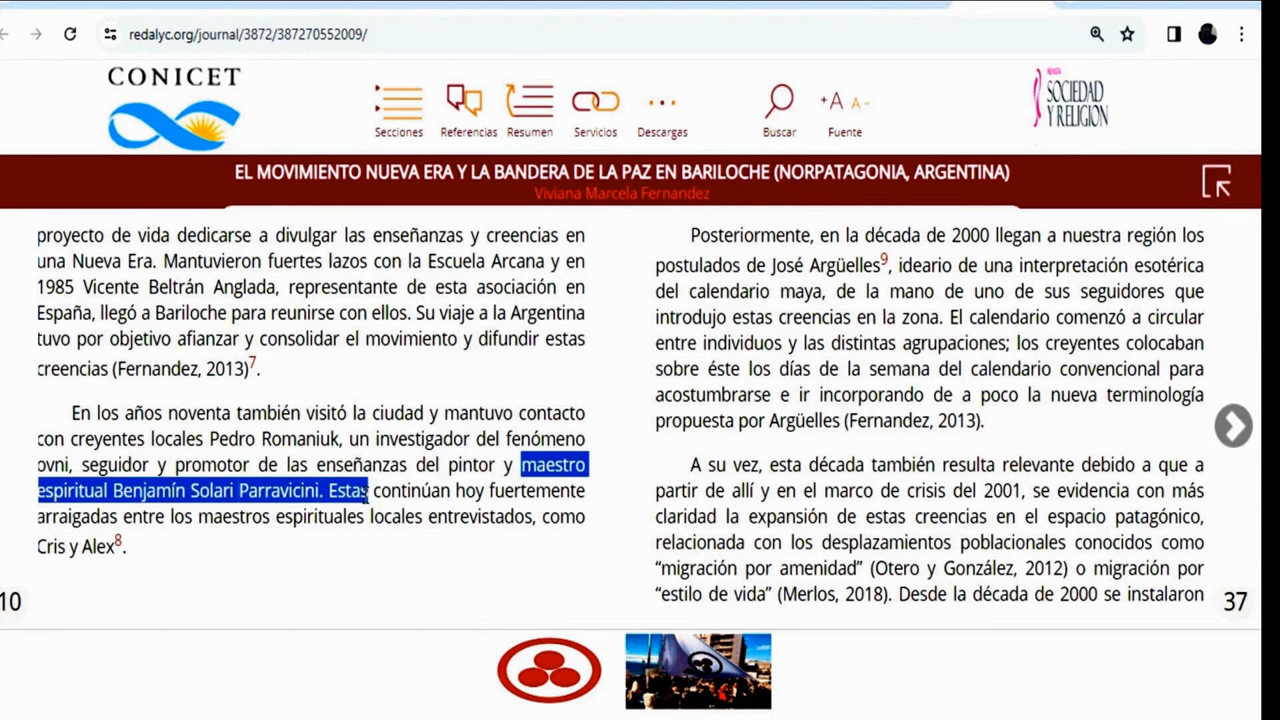 redalyc.org/journal/3872/387270552009/
CONICET
Secciones
Referencias
Resumen
Servicios
Descargas
Buscar
+A A-
Fuente
REVISTA
SOCIEDAD
Y RELIGIÓN
EL MOVIMIENTO NUEVA ERA Y LA BANDERA DE LA PAZ EN BARILOCHE (NORPATAGONIA, ARGENTINA)
Viviana Marcela Fernandez
proyecto de vida dedicarse a divulgar las enseñanzas y creencias en
una Nueva Era. Mantuvieron fuertes lazos con la Escuela Arcana y en
1985 Vicente Beltrán Anglada, representante de esta asociación en
España, llegó a Bariloche para reunirse con ellos. Su viaje a la Argentina
tuvo por objetivo afianzar y consolidar el movimiento y difundir estas
creencias (Fernandez, 2013)7.
En los años noventa también visitó la ciudad y mantuvo contacto
con creyentes locales Pedro Romaniuk, un investigador del fenómeno
ovni, seguidor y promotor de las enseñanzas del pintor y maestro
espiritual Benjamín Solari Parravicini. Estas continúan hoy fuertemente
arraigadas entre los maestros espirituales locales entrevistados, como
Cris y Alex8.
10
Posteriormente, en la década de 2000 llegan a nuestra región los
postulados de José Argüelles9, ideario de una interpretación esotérica
del calendario maya, de la mano de uno de sus seguidores que
introdujo estas creencias en la zona. El calendario comenzó a circular
entre individuos y las distintas agrupaciones; los creyentes colocaban
sobre éste los días de la semana del calendario convencional para
acostumbrarse e ir incorporando de a poco la nueva terminología
propuesta por Argüelles (Fernandez, 2013).
A su vez, esta década también resulta relevante debido a que a
partir de allí y en el marco de crisis del 2001, se evidencia con más
claridad la expansión de estas creencias en el espacio patagónico,
relacionada con los desplazamientos poblacionales conocidos como
“migración por amenidad” (Otero y González, 2012) o migración por
“estilo de vida” (Merlos, 2018). Desde la década de 2000 se instalaron
37